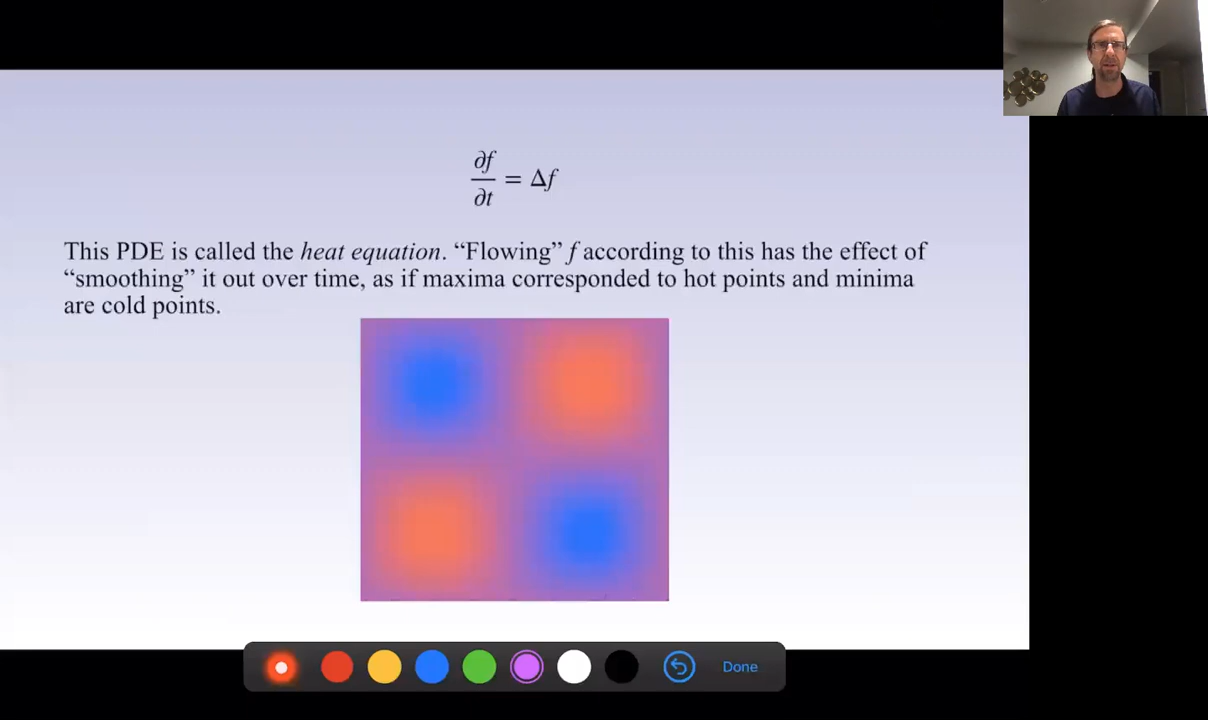 ∂f/∂t = Δf
This PDE is called the heat equation. “Flowing” f according to this has the effect of
“smoothing” it out over time, as if maxima corresponded to hot points and minima
are cold points.
Done